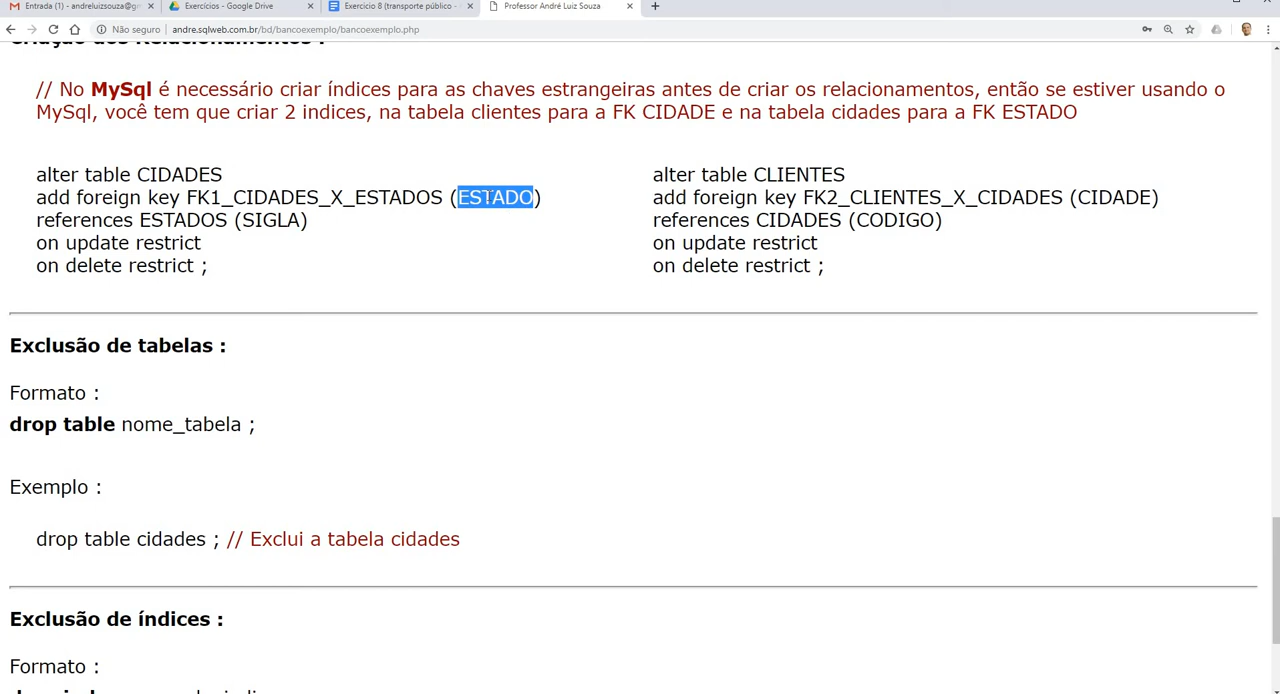 Entrada (1) - andreluizsouza@g
Exercícios - Google Drive
Exercicio 8 (transporte público -
Professor André Luiz Souza
Não seguro | andre.sqlweb.com.br/bd/bancoexemplo/bancoexemplo.php
Criação dos Relacionamentos :
// No MySql é necessário criar índices para as chaves estrangeiras antes de criar os relacionamentos, então se estiver usando o
MySql, você tem que criar 2 indices, na tabela clientes para a FK CIDADE e na tabela cidades para a FK ESTADO
alter table CIDADES
add foreign key FK1_CIDADES_X_ESTADOS (ESTADO)
references ESTADOS (SIGLA)
on update restrict
on delete restrict ;
alter table CLIENTES
add foreign key FK2_CLIENTES_X_CIDADES (CIDADE)
references CIDADES (CODIGO)
on update restrict
on delete restrict ;
Exclusão de tabelas :
Formato :
drop table nome_tabela ;
Exemplo :
drop table cidades ; // Exclui a tabela cidades
Exclusão de índices :
Formato :